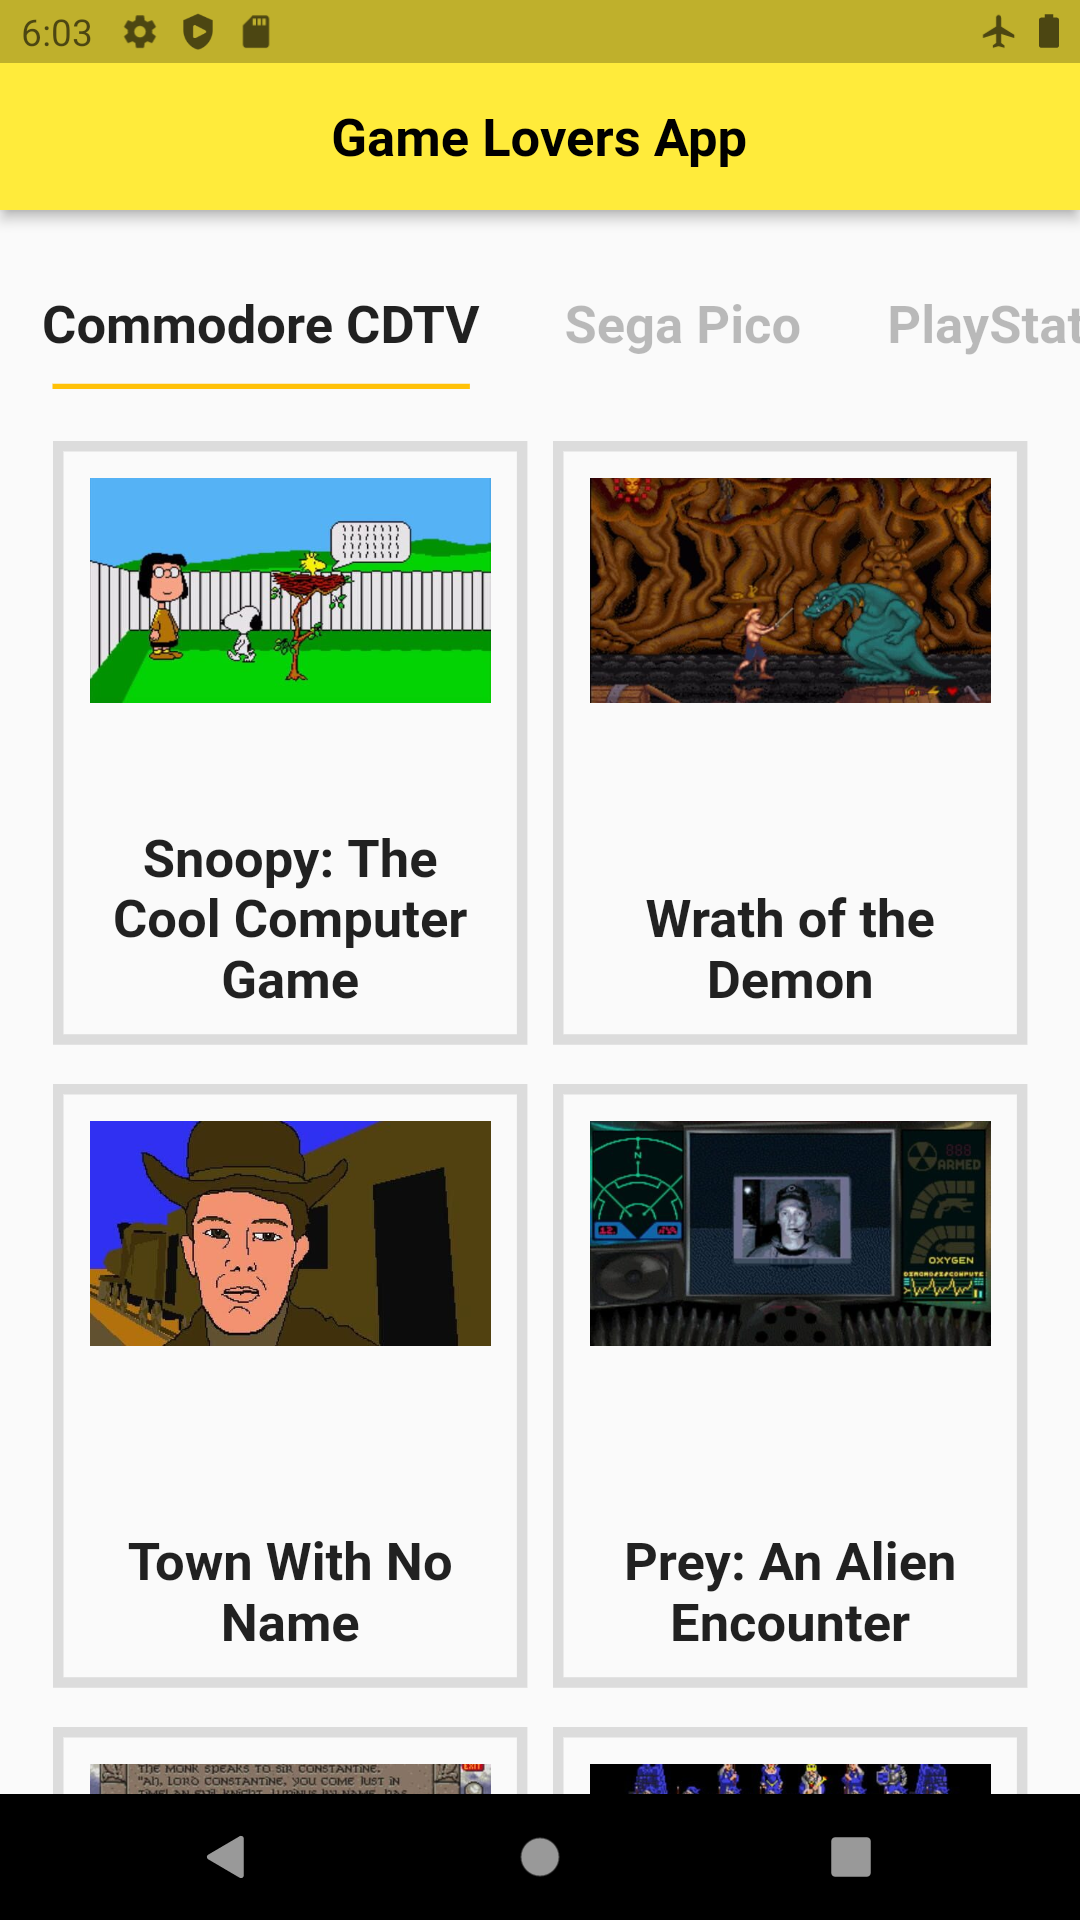 6:03
Game Lovers App
Commodore CDTV
Sega Pico
PlayStat
Snoopy: The
Cool Computer
Game
Wrath of the
Demon
N
888
ARMED
OXYGEN
Town With No
Name
Prey: An Alien
Encounter
THE MONK SPEAKS TO SIR CONSTANTINE.
"AH, LORD CONSTANTINE, YOU COME JUST IN
EXIT